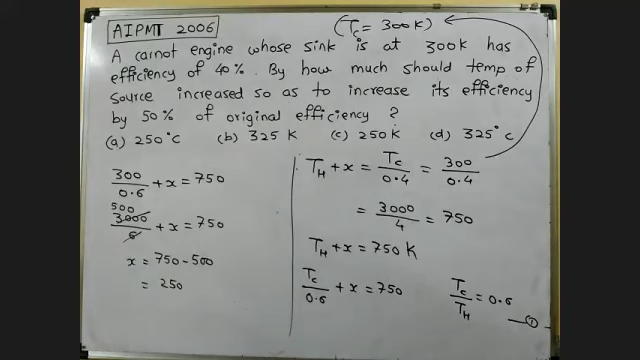 AIPMT 2006
(Tc = 300K)
A carnot engine whose sink is at 300K has
efficiency of 40%. By how much should temp of
source increased so as to increase its efficiency
by 50% of original efficiency ?
(a) 250°C (b) 325 K (c) 250K (d) 325°C
300/0.6 + x = 750
500
3000/6 + x = 750
x = 750 - 500
= 250
TH + x = Tc/0.4 = 300/0.4
= 3000/4 = 750
TH + x = 750 K
Tc/0.6 + x = 750
Tc/TH = 0.6
—①